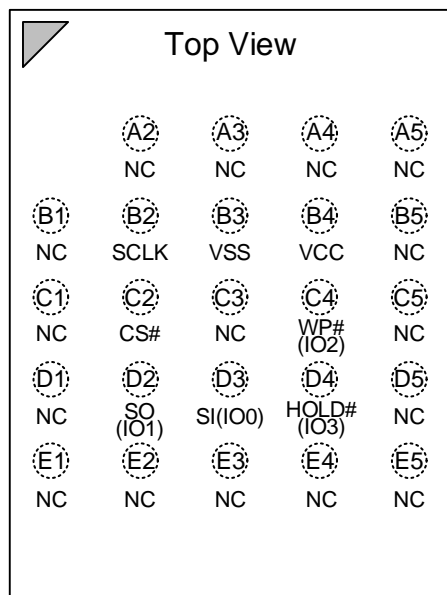 Top View
A2 A3 A4 A5
NC NC NC NC
B1 B2 B3 B4 B5
NC SCLK VSS VCC NC
C1 C2 C3 C4 C5
NC CS# NC WP# NC
(IO2)
D1 D2 D3 D4 D5
NC SO SI(IO0) HOLD# NC
(IO1) (IO3)
E1 E2 E3 E4 E5
NC NC NC NC NC